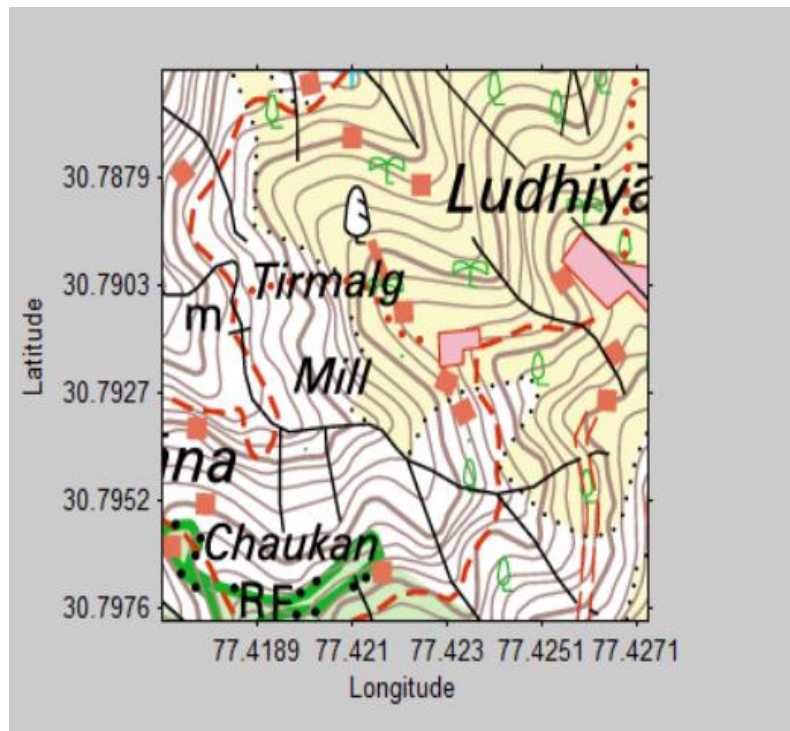 30.7879
Ludhiyā
30.7903
Tirmalg
m
Latitude
Mill
30.7927
na
30.7952
Chaukan
RF
30.7976
77.4189 77.421 77.423 77.4251 77.4271
Longitude